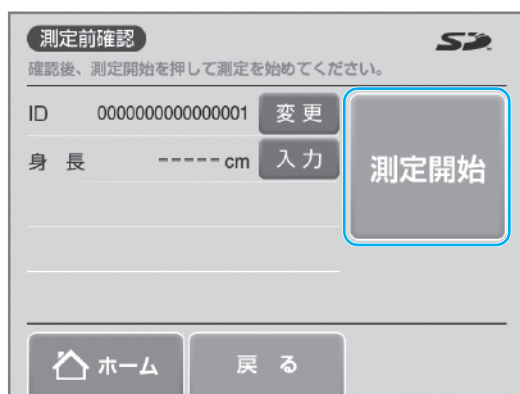 測定前確認
SD
確認後、測定開始を押して測定を始めてください。
ID 0000000000000001 変更
身 長 ----- cm 入力
測定開始
ホーム 戻 る